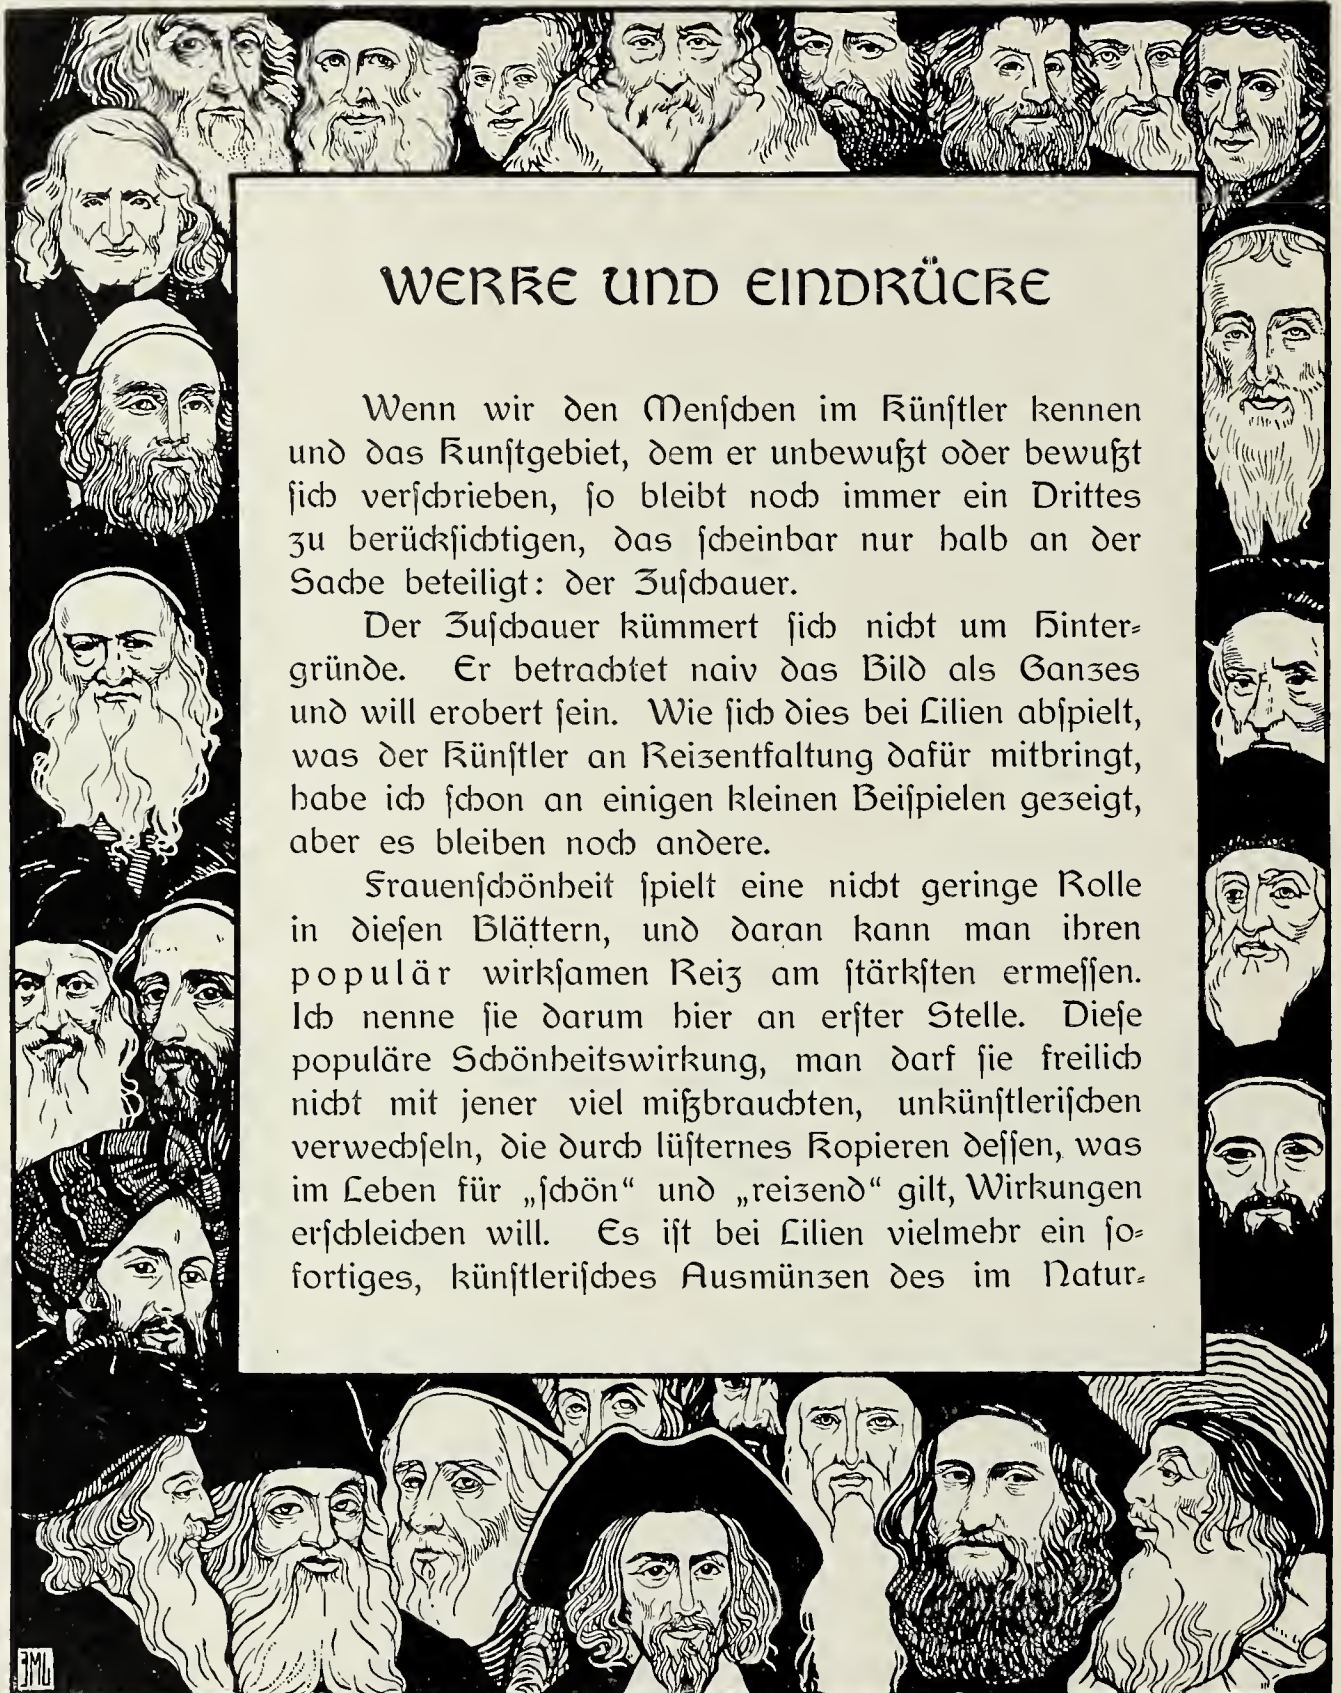 WERKE UND EINDRÜCKE
Wenn wir den Menſchen im Künſtler kennen
und das Kunſtgebiet, dem er unbewußt oder bewußt
ſich verſchrieben, ſo bleibt noch immer ein Drittes
zu berückſichtigen, das ſcheinbar nur halb an der
Sache beteiligt: der Zuſchauer.
Der Zuſchauer kümmert ſich nicht um Hinter⸗
gründe. Er betrachtet naiv das Bild als Ganzes
und will erobert ſein. Wie ſich dies bei Lilien abſpielt,
was der Künſtler an Reizentfaltung dafür mitbringt,
habe ich ſchon an einigen kleinen Beiſpielen gezeigt,
aber es bleiben noch andere.
Frauenſchönheit ſpielt eine nicht geringe Rolle
in dieſen Blättern, und daran kann man ihren
populär wirkſamen Reiz am ſtärkſten ermeſſen.
Ich nenne ſie darum hier an erſter Stelle. Dieſe
populäre Schönheitswirkung, man darf ſie freilich
nicht mit jener viel mißbrauchten, unkünſtleriſchen
verwechſeln, die durch lüſternes Kopieren deſſen, was
im Leben für „ſchön“ und „reizend“ gilt, Wirkungen
erſchleichen will. Es iſt bei Lilien vielmehr ein ſo⸗
fortiges, künſtleriſches Ausmünzen des im Natur⸗
EML